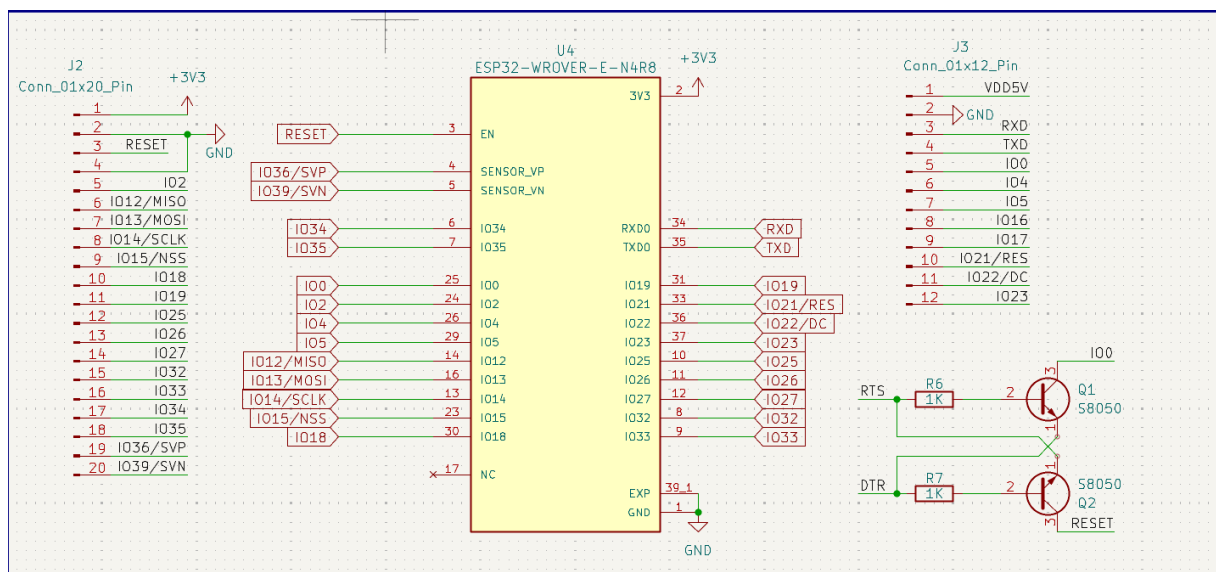 J2
Conn_01x20_Pin
+3V3
1
2
GND
3 RESET
4
5 IO2
6 IO12/MISO
7 IO13/MOSI
8 IO14/SCLK
9 IO15/NSS
10 IO18
11 IO19
12 IO25
13 IO26
14 IO27
15 IO32
16 IO33
17 IO34
18 IO35
19 IO36/SVP
20 IO39/SVN
U4
ESP32-WROVER-E-N4R8
+3V3
3V3 2
RESET 3 EN
IO36/SVP 4 SENSOR_VP
IO39/SVN 5 SENSOR_VN
IO34 6 IO34
IO35 7 IO35
IO0 25 IO0
IO2 24 IO2
IO4 26 IO4
IO5 29 IO5
IO12/MISO 14 IO12
IO13/MOSI 16 IO13
IO14/SCLK 13 IO14
IO15/NSS 23 IO15
IO18 30 IO18
17 NC
RXD0 34 RXD
TXD0 35 TXD
IO19 31 IO19
IO21 33 IO21/RES
IO22 36 IO22/DC
IO23 37 IO23
IO25 10 IO25
IO26 11 IO26
IO27 12 IO27
IO32 8 IO32
IO33 9 IO33
EXP 39_1
GND 1
GND
J3
Conn_01x12_Pin
1 VDD5V
2 GND
3 RXD
4 TXD
5 IO0
6 IO4
7 IO5
8 IO16
9 IO17
10 IO21/RES
11 IO22/DC
12 IO23
IO0
3
RTS R6 1K 2 Q1
S8050
1
1
DTR R7 1K 2 S8050
Q2
3
RESET